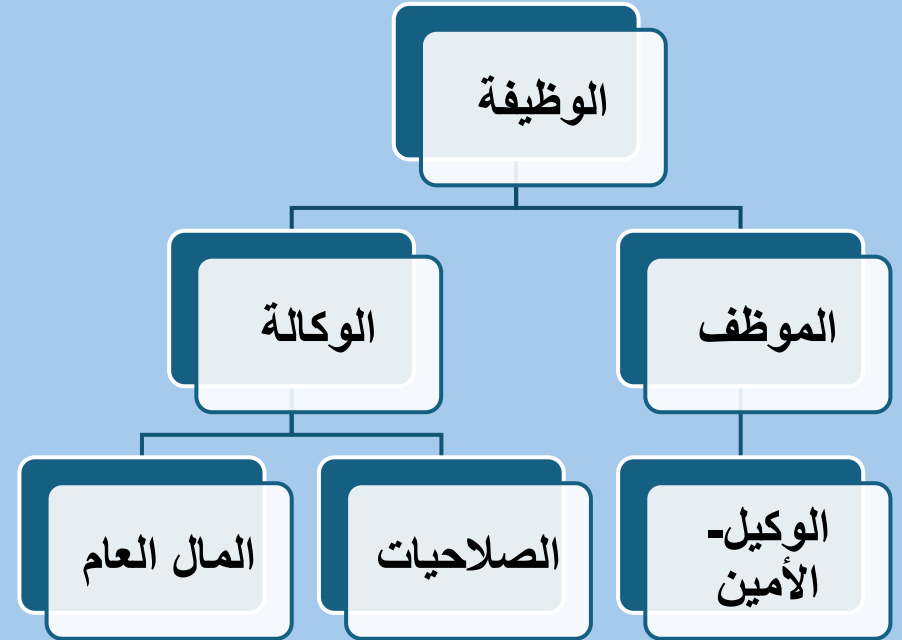 الوظيفة
الموظف
الوكالة
الوكيل-
الأمين
الصلاحيات
المال العام